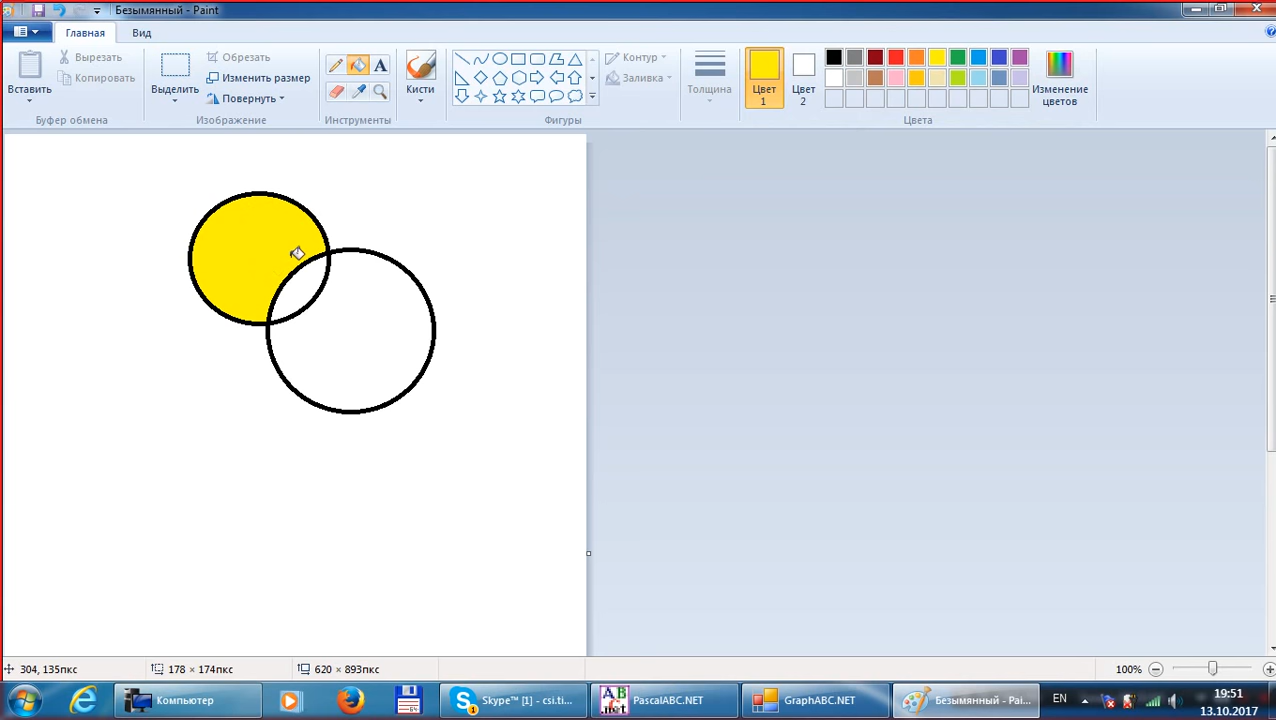 Безымянный - Paint
Главная Вид
Вставить
Вырезать
Копировать
Буфер обмена
Выделить
Обрезать
Изменить размер
Повернуть
Изображение
A
Инструменты
Кисти
Фигуры
Контур
Заливка
Толщина
Цвет 1
Цвет 2
Изменение цветов
Цвета
304, 135пкс 178 × 174пкс 620 × 893пкс 100%
Компьютер 64 Skype™ [1] - csi.ti... PascalABC.NET GraphABC.NET Безымянный - Pai... EN 19:51
13.10.2017